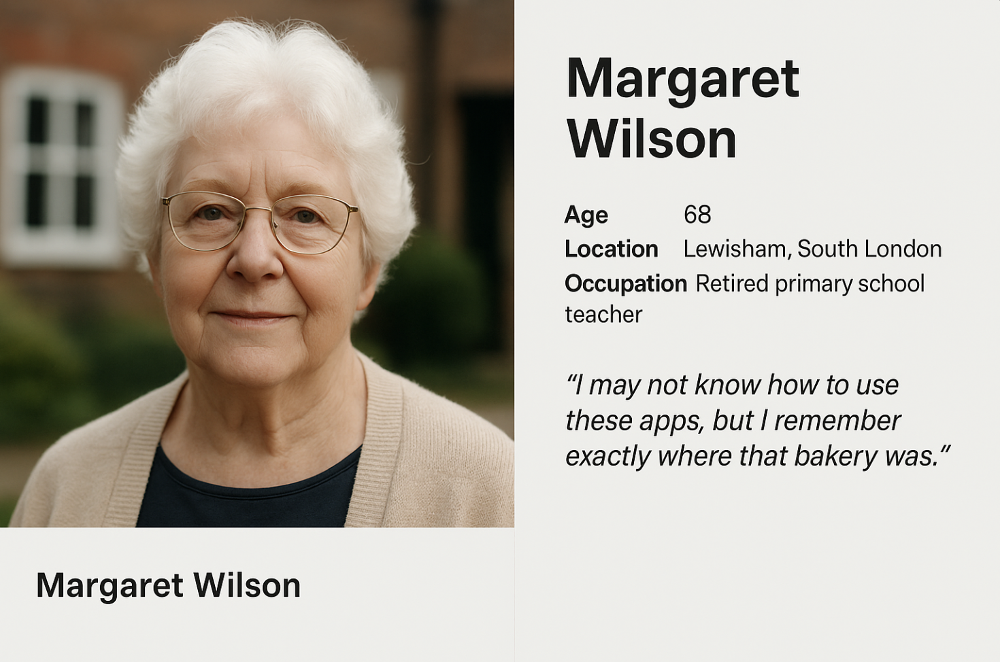 Margaret
Wilson
Age 68
Location Lewisham, South London
Occupation Retired primary school
teacher
“I may not know how to use
these apps, but I remember
exactly where that bakery was.”
Margaret Wilson